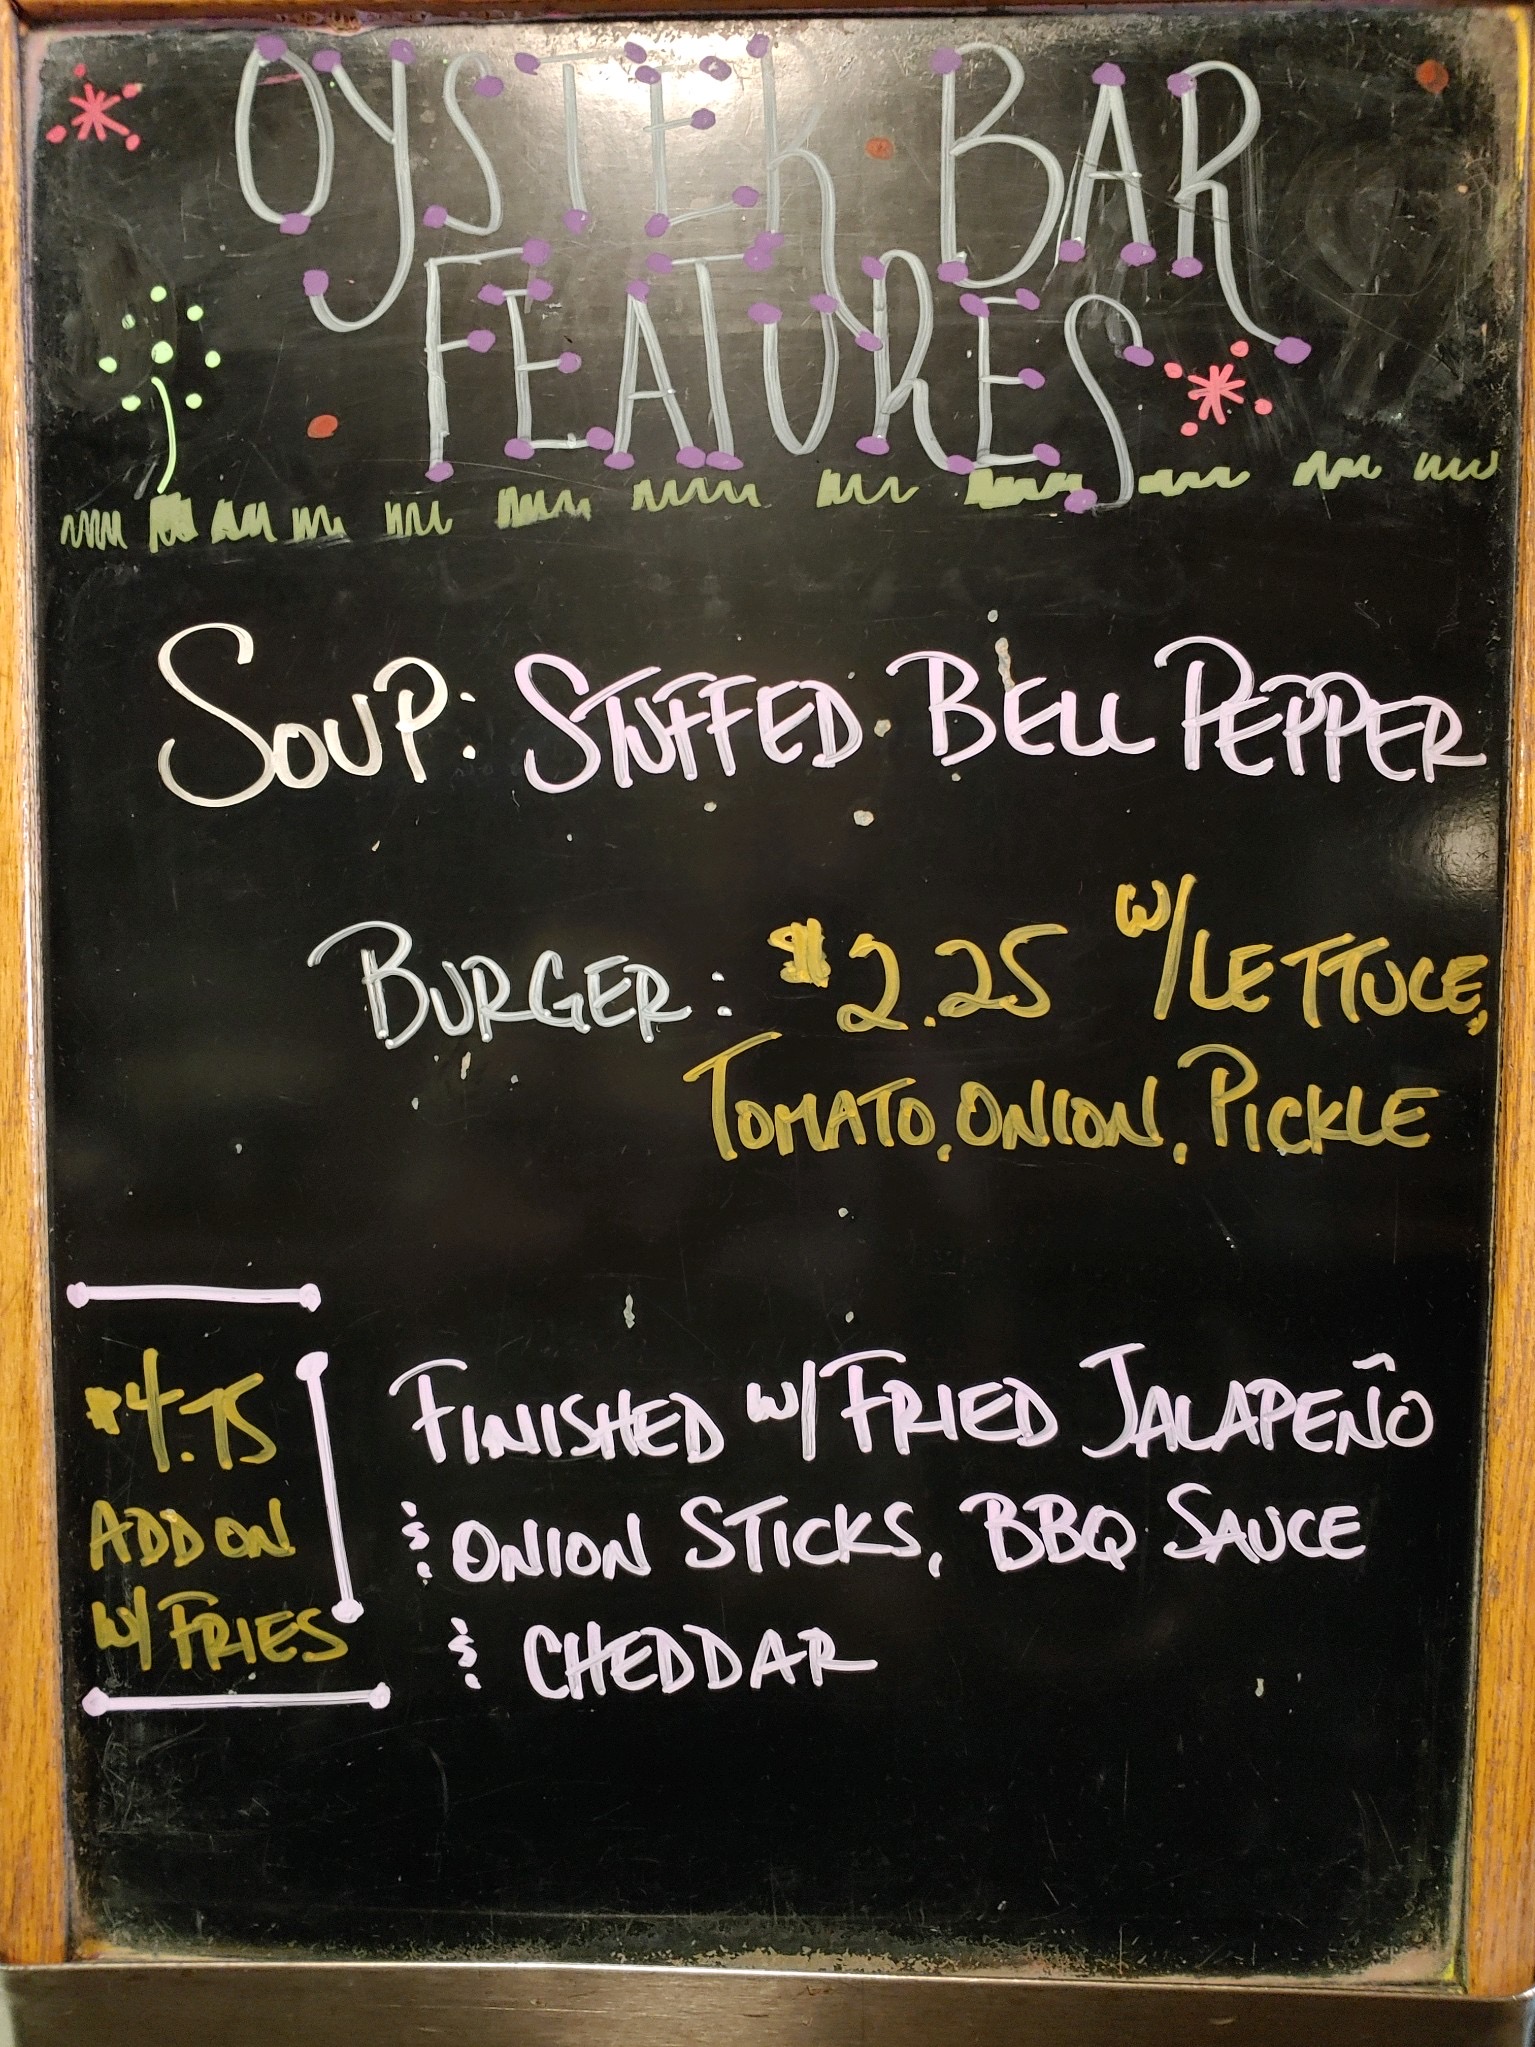 OYSTER BAR
FEATURES
SOUP: STUFFED BELL PEPPER
BURGER: $2.25 W/LETTUCE,
TOMATO, ONION, PICKLE
$4.75
ADD ON
W/ FRIES
FINISHED W/ FRIED JALAPEÑO
& ONION STICKS, BBQ SAUCE
& CHEDDAR